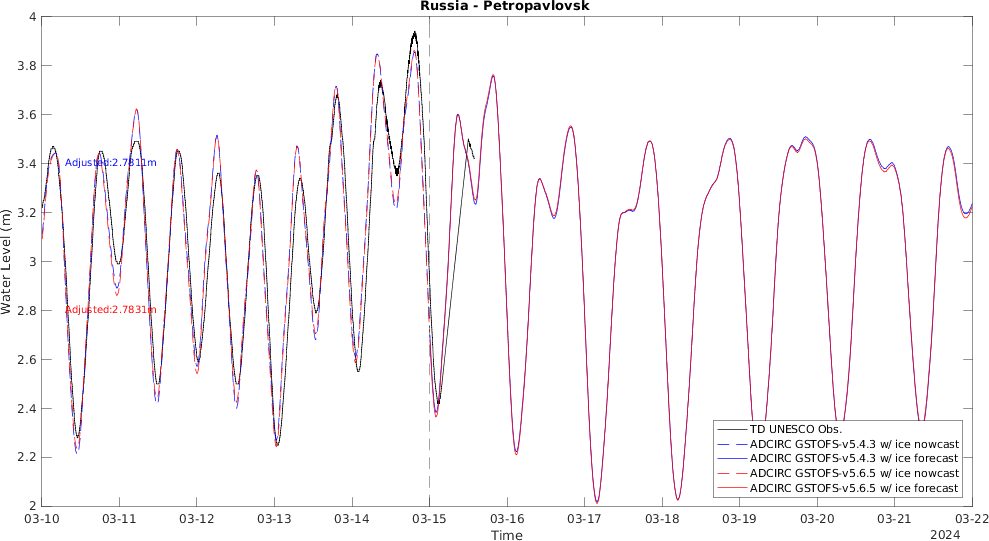 Russia - Petropavlovsk
Water Level (m)
4
3.8
3.6
3.4
3.2
3
2.8
2.6
2.4
2.2
2
Adjusted:2.7811m
Adjusted:2.7831m
TD UNESCO Obs.
ADCIRC GSTOFS-v5.4.3 w/ ice nowcast
ADCIRC GSTOFS-v5.4.3 w/ ice forecast
ADCIRC GSTOFS-v5.6.5 w/ ice nowcast
ADCIRC GSTOFS-v5.6.5 w/ ice forecast
03-10 03-11 03-12 03-13 03-14 03-15 03-16 03-17 03-18 03-19 03-20 03-21 03-22
Time
2024